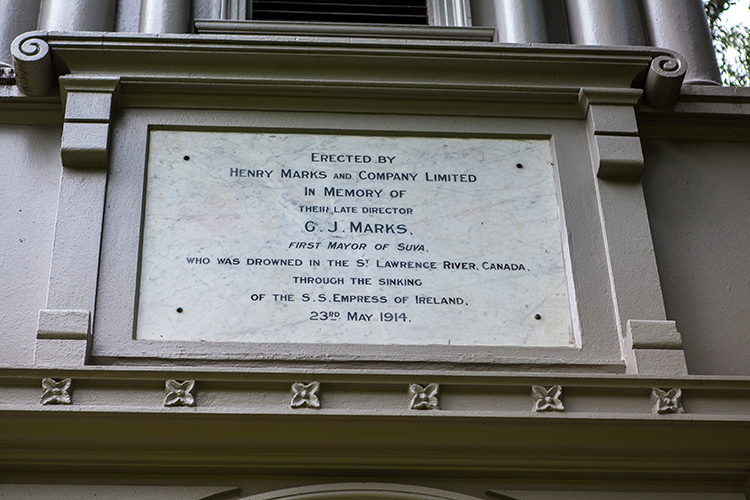 ERECTED BY
HENRY MARKS AND COMPANY LIMITED
IN MEMORY OF
THEIR LATE DIRECTOR
G. J. MARKS,
FIRST MAYOR OF SUVA,
WHO WAS DROWNED IN THE ST LAWRENCE RIVER, CANADA,
THROUGH THE SINKING
OF THE S.S. EMPRESS OF IRELAND,
23RD MAY 1914.